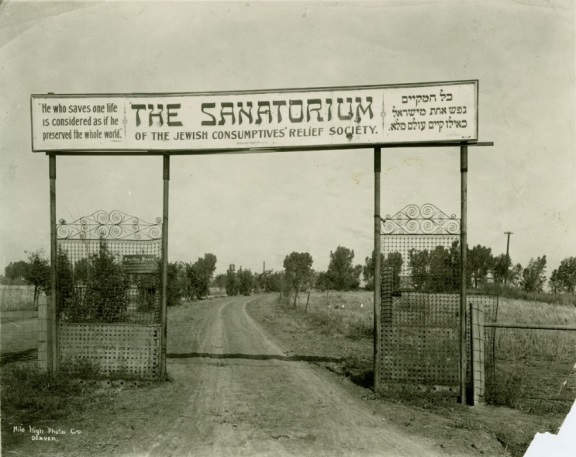 "He who saves one life
is considered as if he
preserved the whole world."
THE SANATORIUM
OF THE JEWISH CONSUMPTIVES' RELIEF SOCIETY.
כל המקיים
נפש אחת מישראל
כאילו קיים עולם מלא.
Mile High Photo Co.
DENVER.